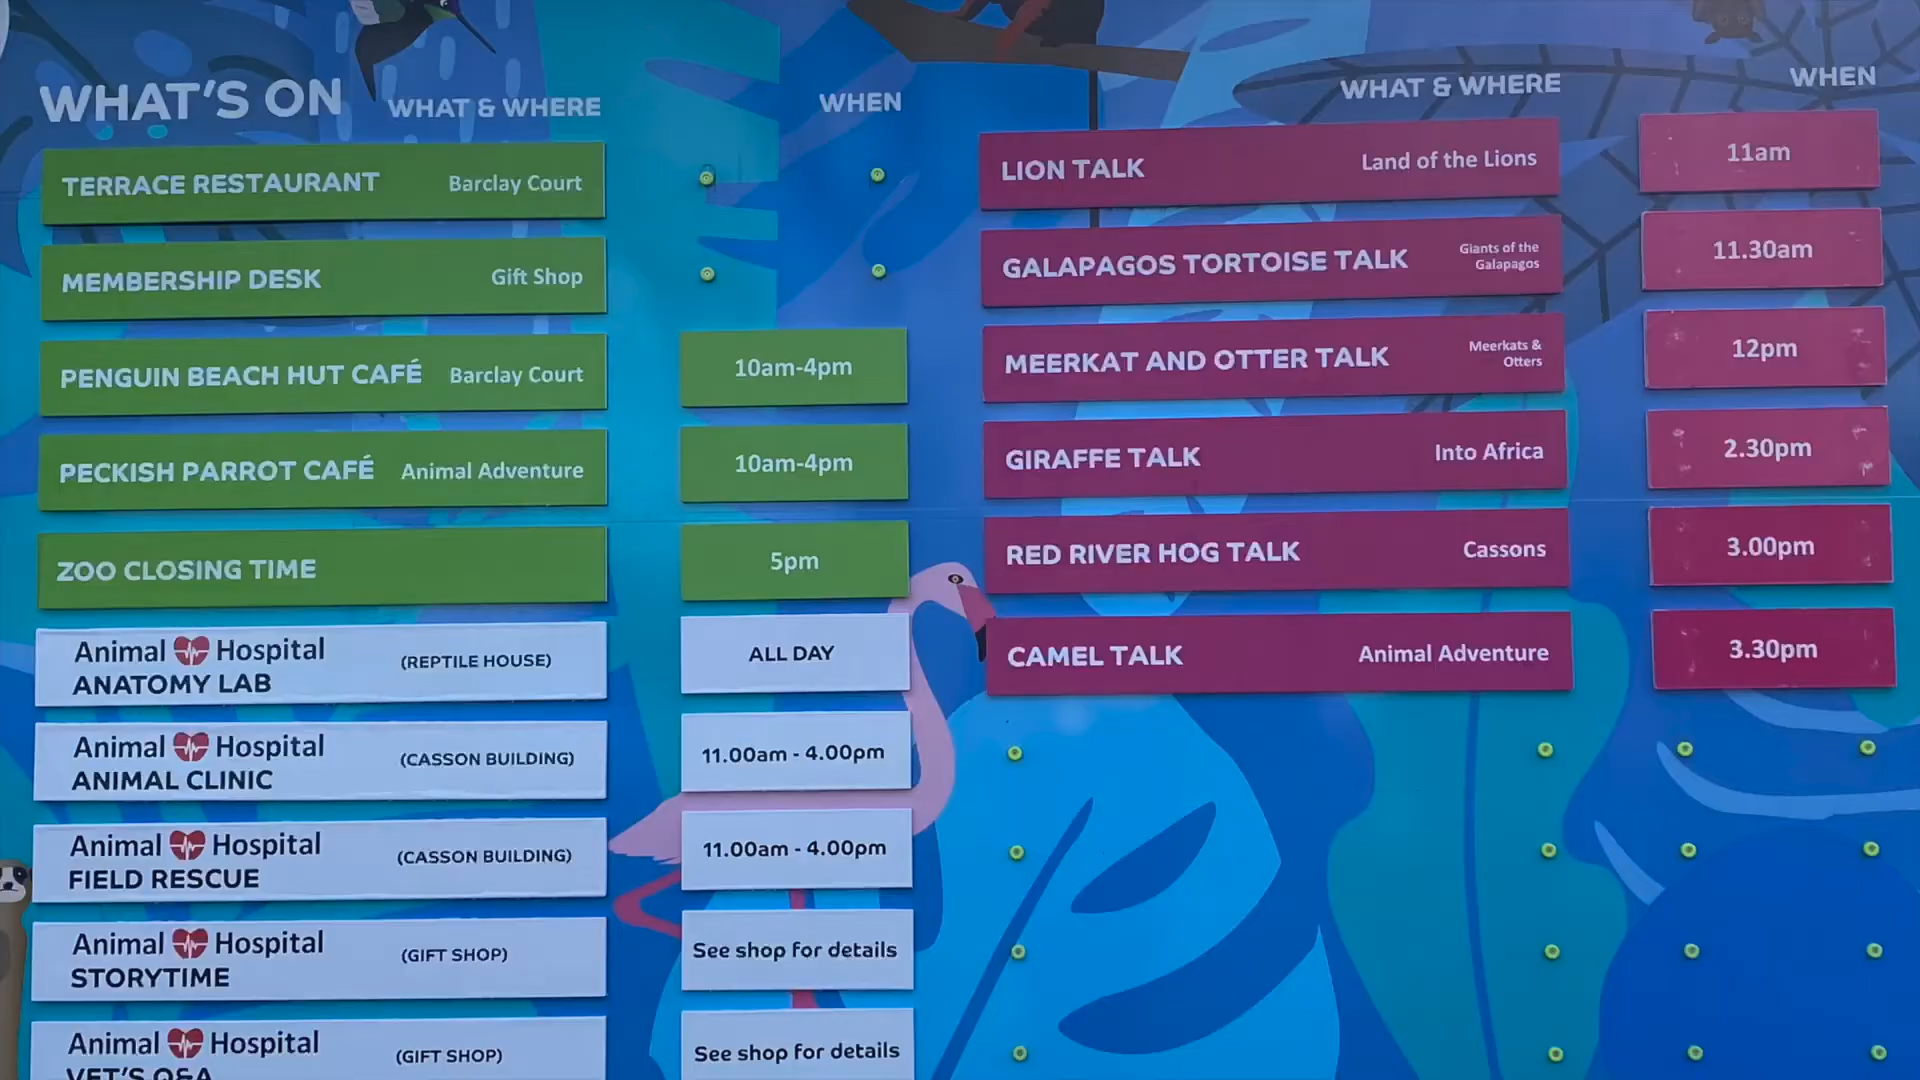 WHAT'S ON WHAT & WHERE WHEN
TERRACE RESTAURANT Barclay Court
MEMBERSHIP DESK Gift Shop
PENGUIN BEACH HUT CAFÉ Barclay Court 10am-4pm
PECKISH PARROT CAFÉ Animal Adventure 10am-4pm
ZOO CLOSING TIME 5pm
Animal Hospital
ANATOMY LAB (REPTILE HOUSE) ALL DAY
Animal Hospital
ANIMAL CLINIC (CASSON BUILDING) 11.00am - 4.00pm
Animal Hospital
FIELD RESCUE (CASSON BUILDING) 11.00am - 4.00pm
Animal Hospital
STORYTIME (GIFT SHOP) See shop for details
Animal Hospital
VET'S Q&A (GIFT SHOP) See shop for details
WHAT & WHERE WHEN
LION TALK Land of the Lions 11am
GALAPAGOS TORTOISE TALK Giants of the
Galapagos 11.30am
MEERKAT AND OTTER TALK Meerkats &
Otters 12pm
GIRAFFE TALK Into Africa 2.30pm
RED RIVER HOG TALK Cassons 3.00pm
CAMEL TALK Animal Adventure 3.30pm